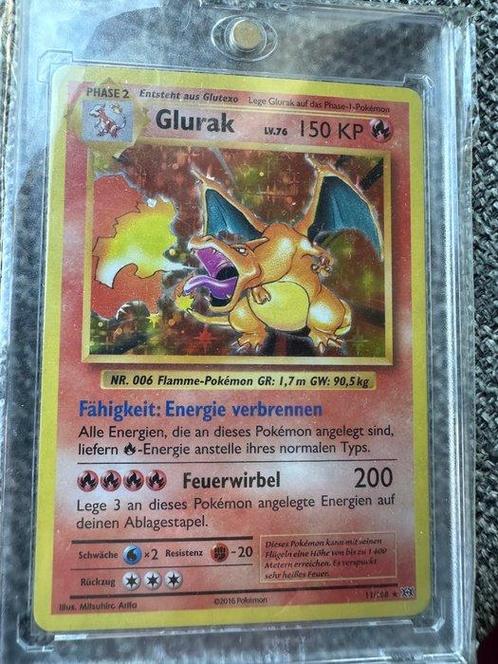 PHASE 2 Entsteht aus Glutexo Lege Glurak auf das Phase-1-Pokémon
Glurak LV.76 150 KP
NR. 006 Flamme-Pokémon GR: 1,7 m GW: 90,5 kg
Fähigkeit: Energie verbrennen
Alle Energien, die an dieses Pokémon angelegt sind,
liefern -Energie anstelle ihres normalen Typs.
Feuerwirbel 200
Lege 3 an dieses Pokémon angelegte Energien auf
deinen Ablagestapel.
Schwäche ×2 Resistenz -20
Rückzug
Dieses Pokémon kann mit seinen
Flügeln eine Höhe von bis zu 1 400
Metern erreichen. Es verspeit
sehr heißes Feuer.
Illus. Mitsuhiro Arita
©2016 Pokémon
11/108